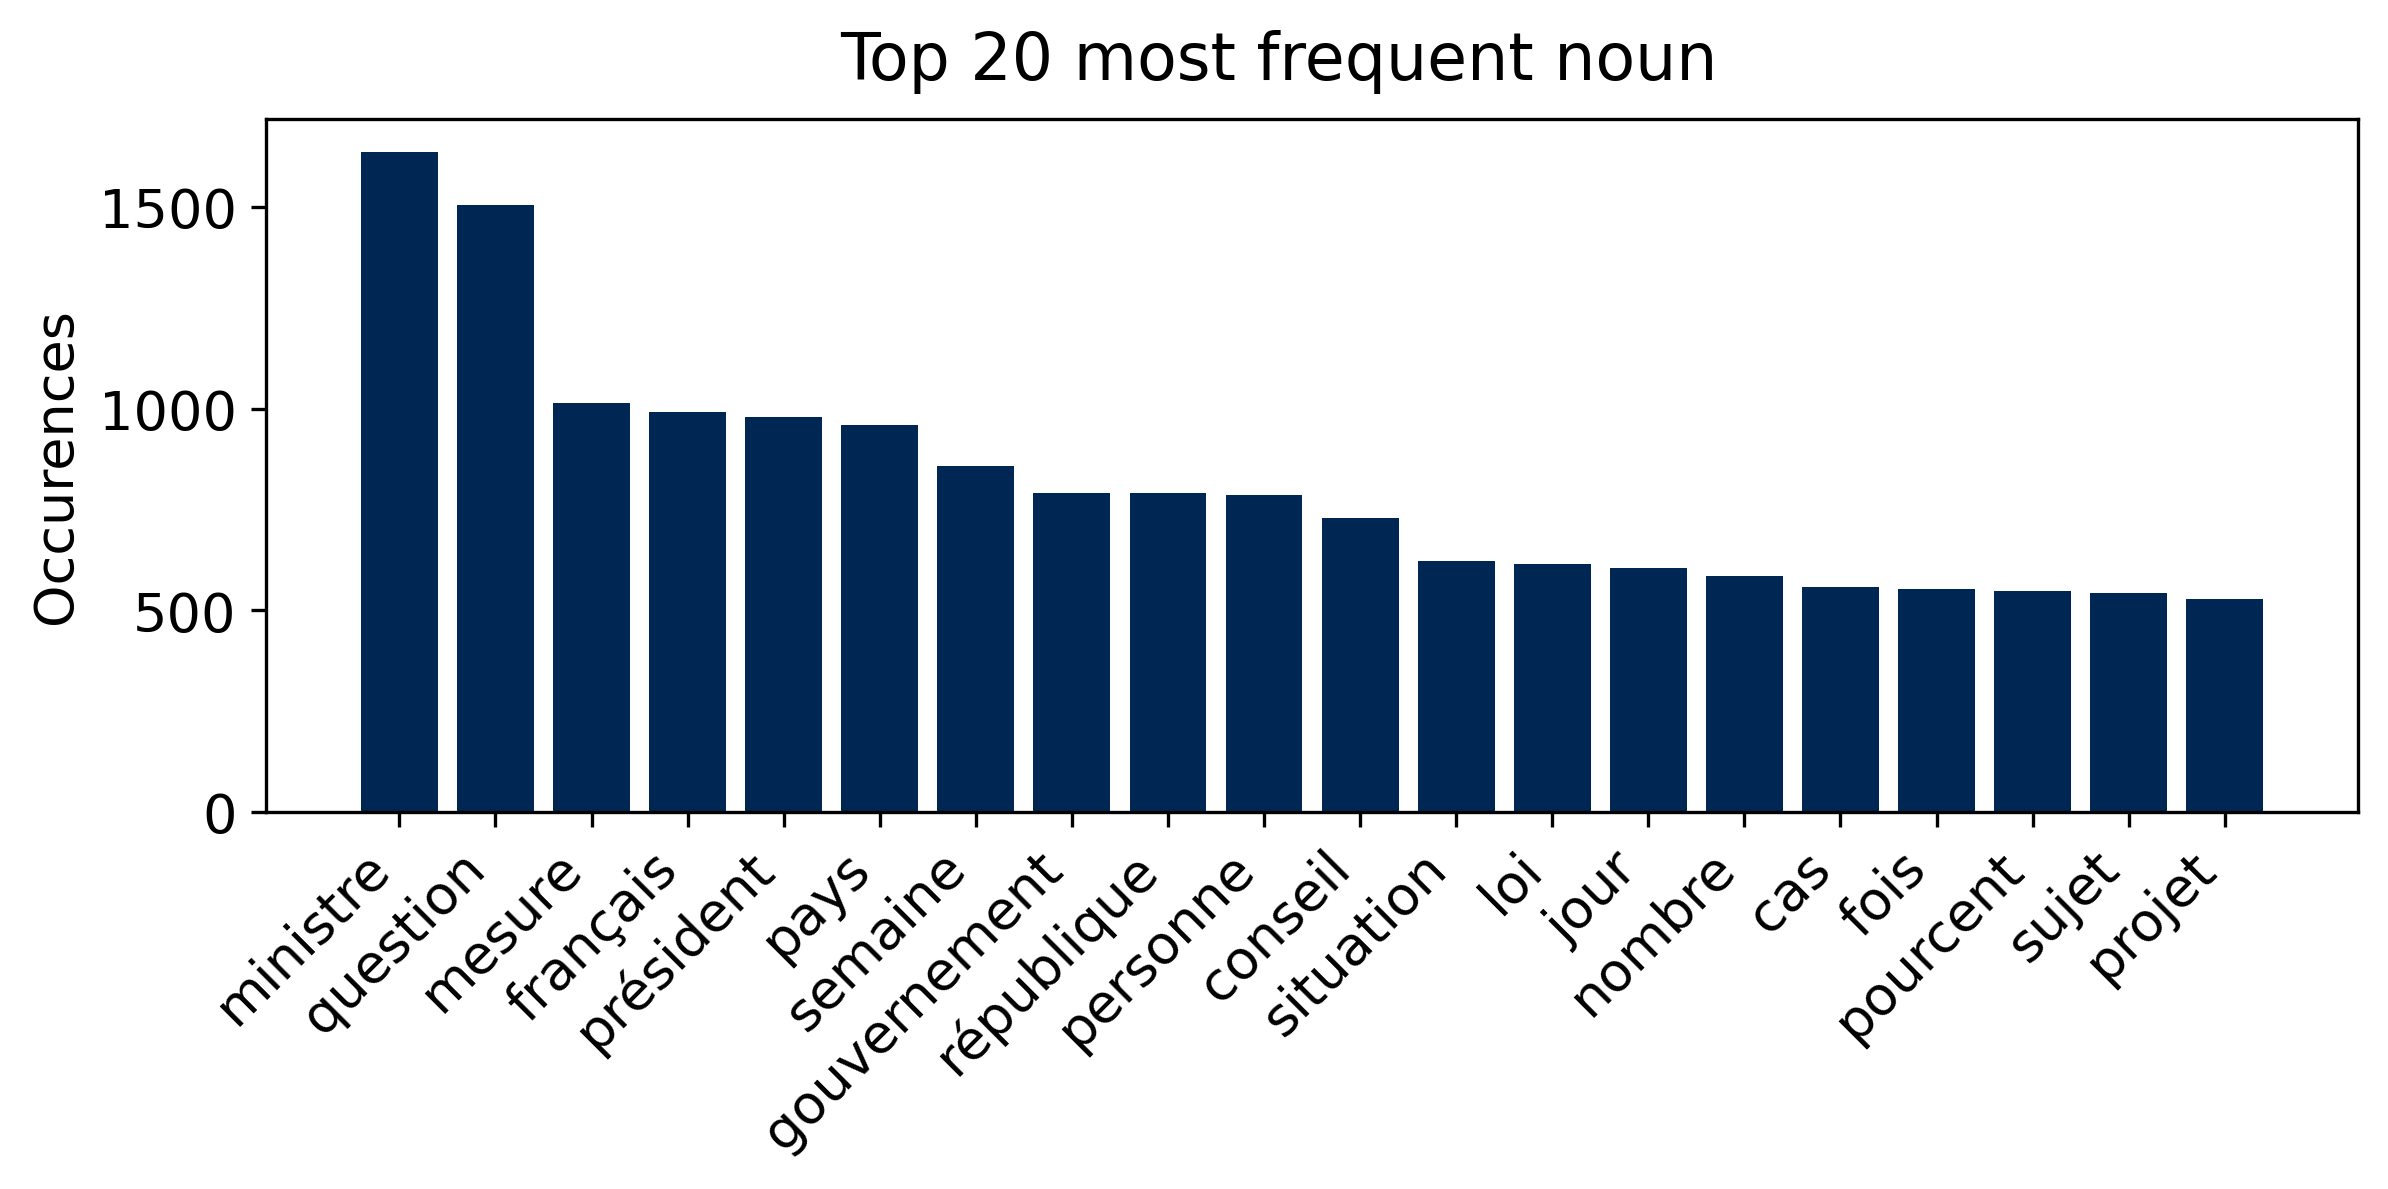 Top 20 most frequent noun
Occurences
1500
1000
500
0
ministre
question
mesure
français
président
pays
semaine
gouvernement
république
personne
conseil
situation
loi
jour
nombre
cas
fois
pourcent
sujet
projet